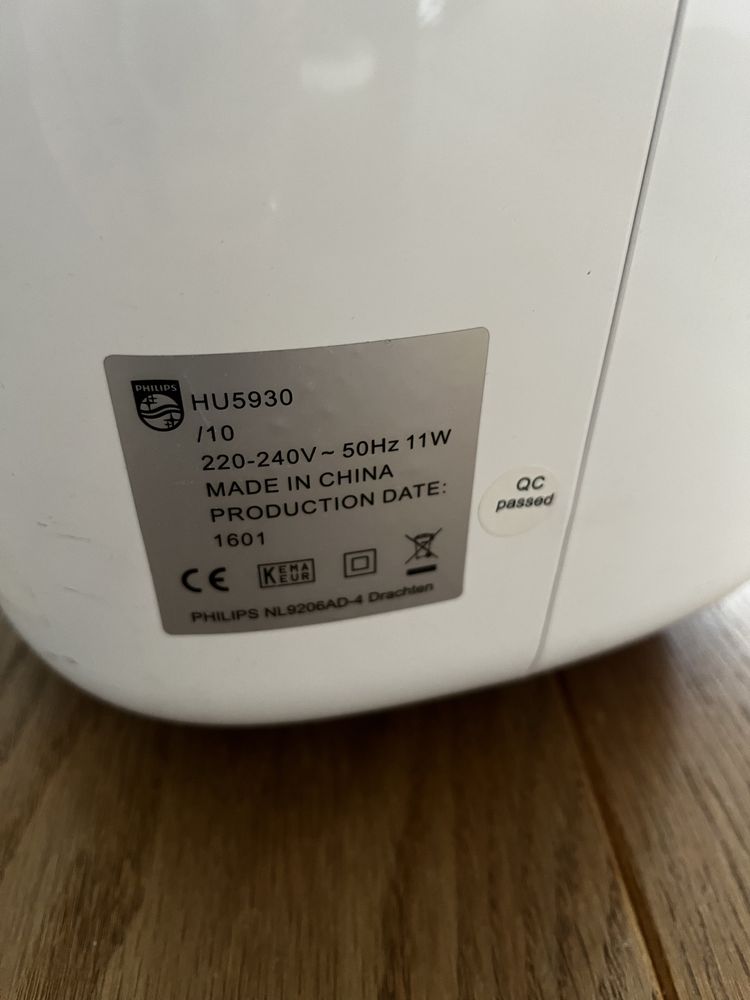 PHILIPS
HU5930
/10
220-240V~ 50Hz 11W
MADE IN CHINA
PRODUCTION DATE:
1601
CE
KEMA
EUR
PHILIPS NL9206AD-4 Drachten
QC
passed